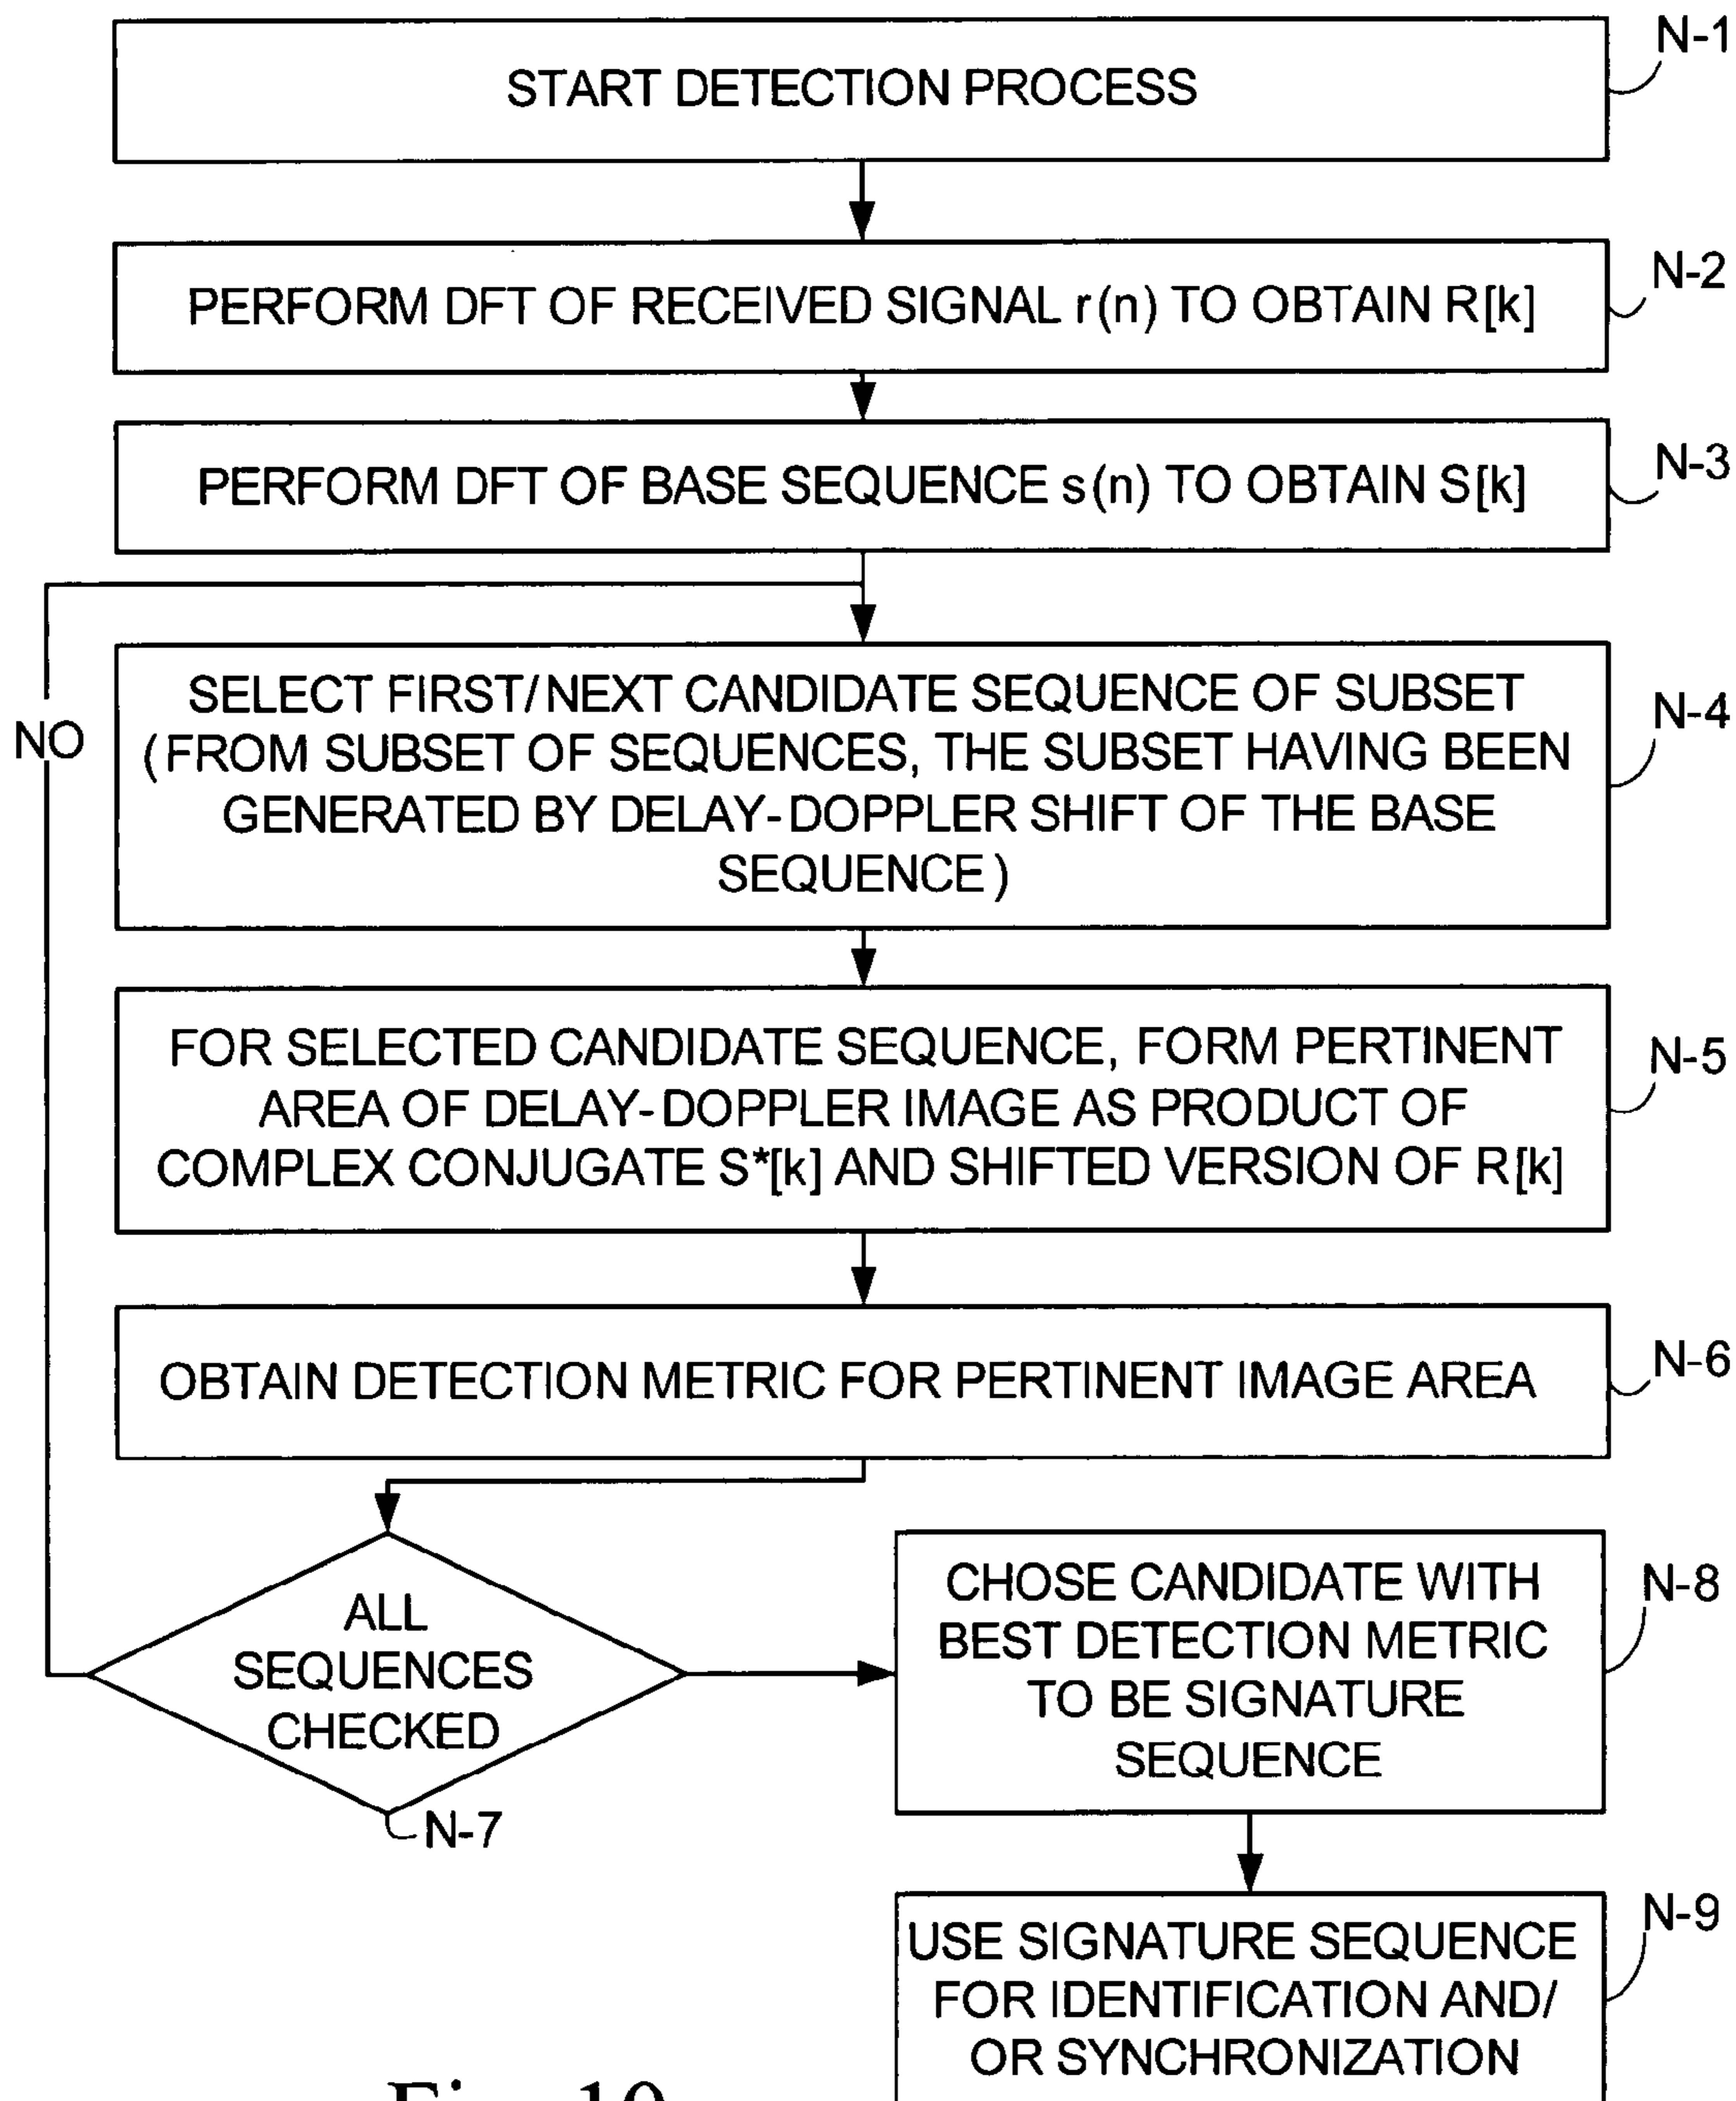 START DETECTION PROCESS
N-1
PERFORM DFT OF RECEIVED SIGNAL r(n) TO OBTAIN R[k]
N-2
PERFORM DFT OF BASE SEQUENCE s(n) TO OBTAIN S[k]
N-3
SELECT FIRST/NEXT CANDIDATE SEQUENCE OF SUBSET
(FROM SUBSET OF SEQUENCES, THE SUBSET HAVING BEEN
GENERATED BY DELAY-DOPPLER SHIFT OF THE BASE
SEQUENCE)
N-4
NO
FOR SELECTED CANDIDATE SEQUENCE, FORM PERTINENT
AREA OF DELAY-DOPPLER IMAGE AS PRODUCT OF
COMPLEX CONJUGATE S*[k] AND SHIFTED VERSION OF R[k]
N-5
OBTAIN DETECTION METRIC FOR PERTINENT IMAGE AREA
N-6
ALL
SEQUENCES
CHECKED
N-7
CHOSE CANDIDATE WITH
BEST DETECTION METRIC
TO BE SIGNATURE
SEQUENCE
N-8
USE SIGNATURE SEQUENCE
FOR IDENTIFICATION AND/
OR SYNCHRONIZATION
N-9